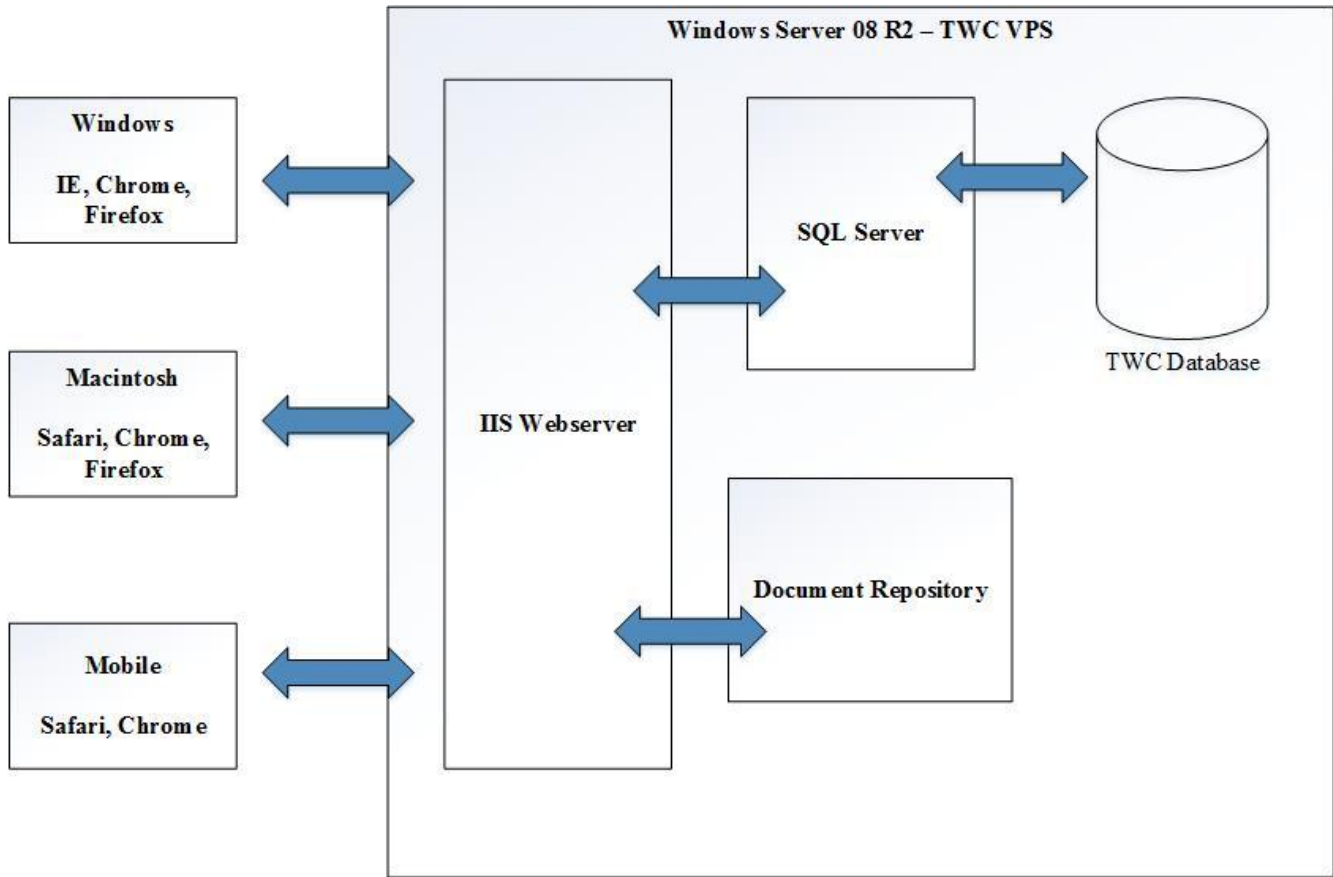 Windows Server 08 R2 – TWC VPS
Windows
IE, Chrome,
Firefox
Macintosh
Safari, Chrome,
Firefox
Mobile
Safari, Chrome
IIS Webserver
SQL Server
TWC Database
Document Repository